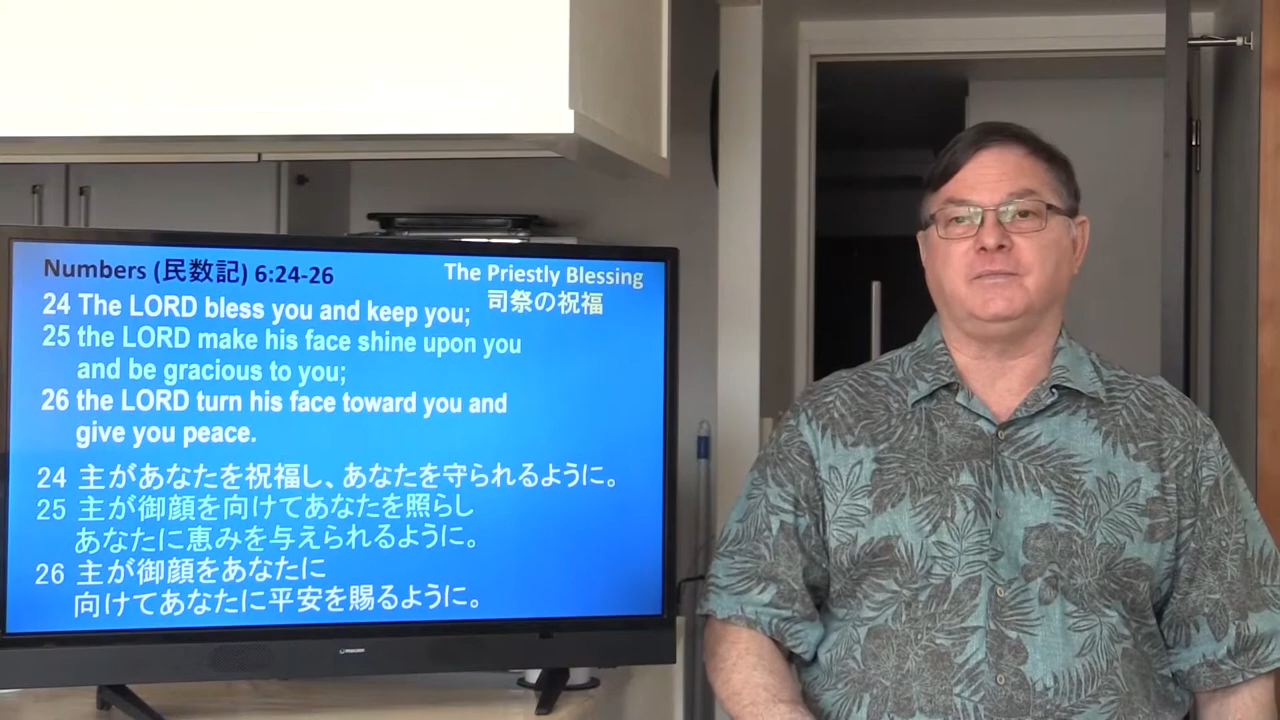 Numbers (民数記) 6:24-26
The Priestly Blessing
司祭の祝福
24 The LORD bless you and keep you;
25 the LORD make his face shine upon you
and be gracious to you;
26 the LORD turn his face toward you and
give you peace.
24 主があなたを祝福し、あなたを守られるように。
25 主が御顔を向けてあなたを照らし
あなたに恵みを与えられるように。
26 主が御顔をあなたに
向けてあなたに平安を賜るように。